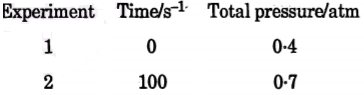 Experiment Time/s⁻¹ Total pressure/atm
1 0 0·4
2 100 0·7